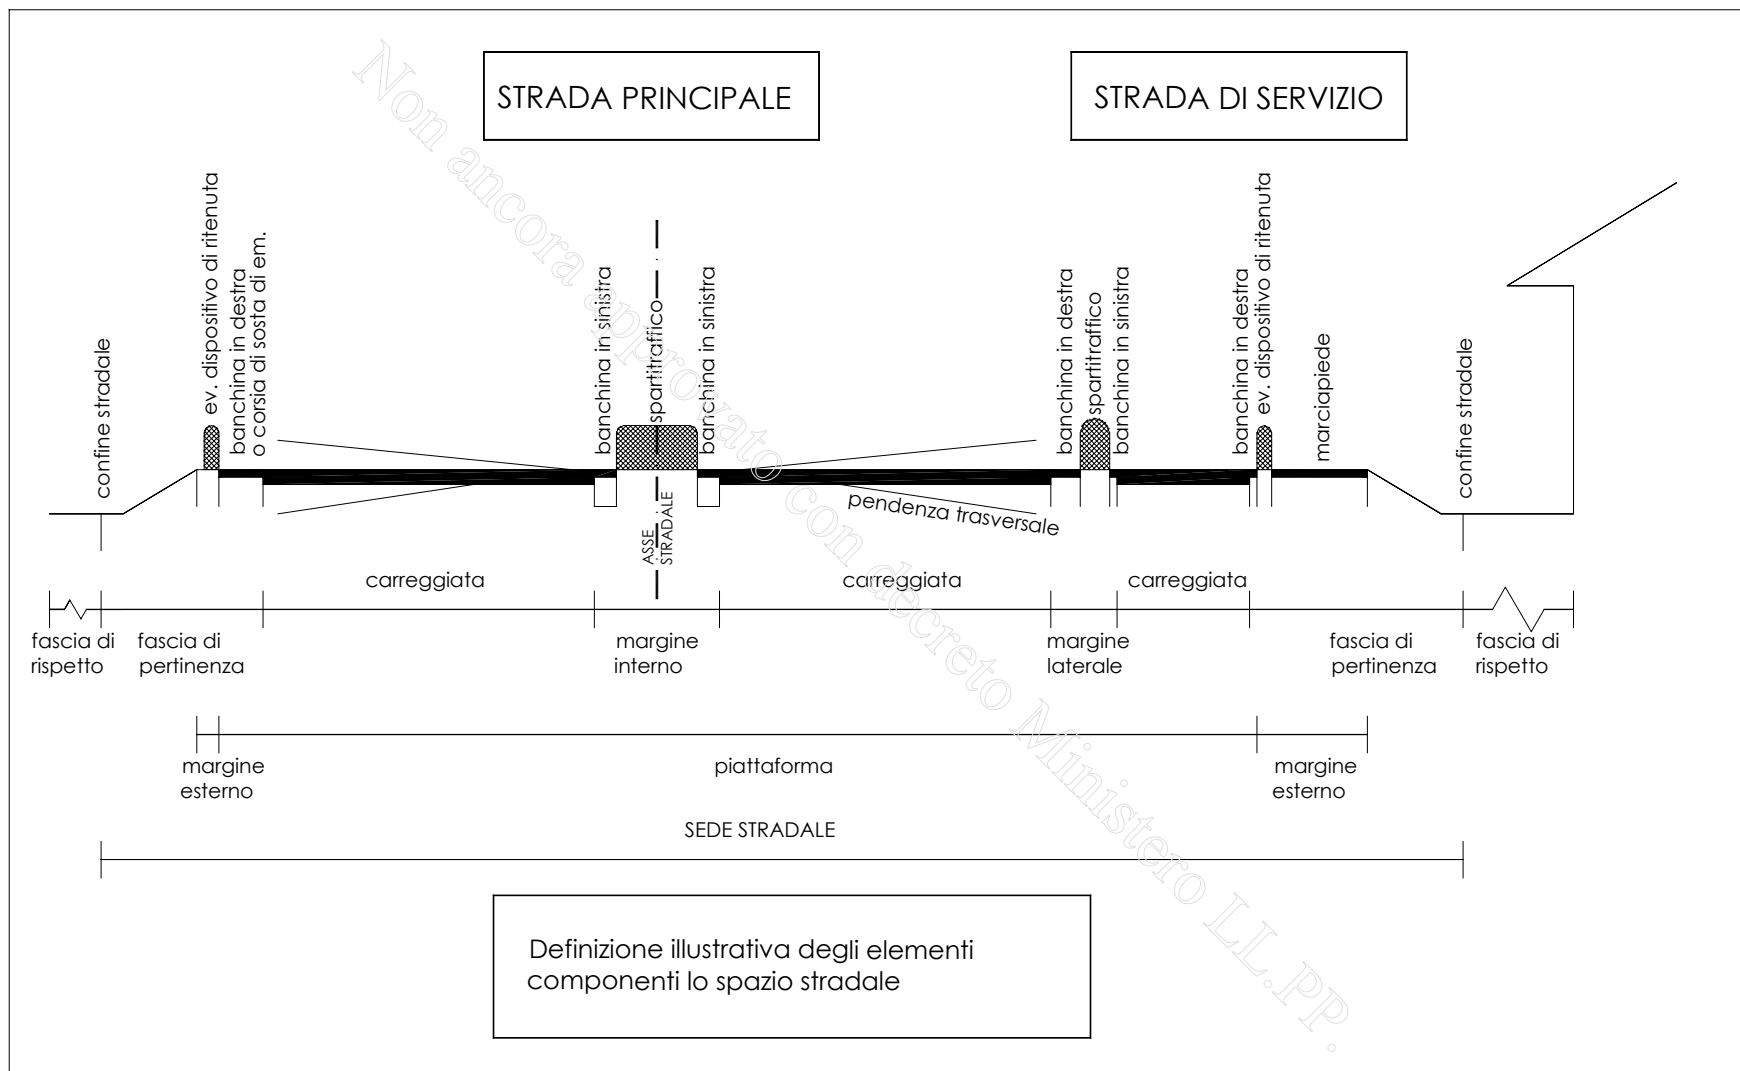 STRADA PRINCIPALE
STRADA DI SERVIZIO
Non ancora approvato con decreto Ministero LL.PP.
confine stradale
ev. dispositivo di ritenuta
banchina in destra
o corsia di sosta di em.
banchina in sinistra
spartitraffico
banchina in sinistra
banchina in destra
spartitraffico
banchina in sinistra
banchina in destra
ev. dispositivo di ritenuta
marciapiede
confine stradale
pendenza trasversale
ASSE
STRADALE
carreggiata
carreggiata
carreggiata
fascia di
rispetto
fascia di
pertinenza
margine
interno
margine
laterale
fascia di
pertinenza
fascia di
rispetto
margine
esterno
piattaforma
margine
esterno
SEDE STRADALE
Definizione illustrativa degli elementi
componenti lo spazio stradale